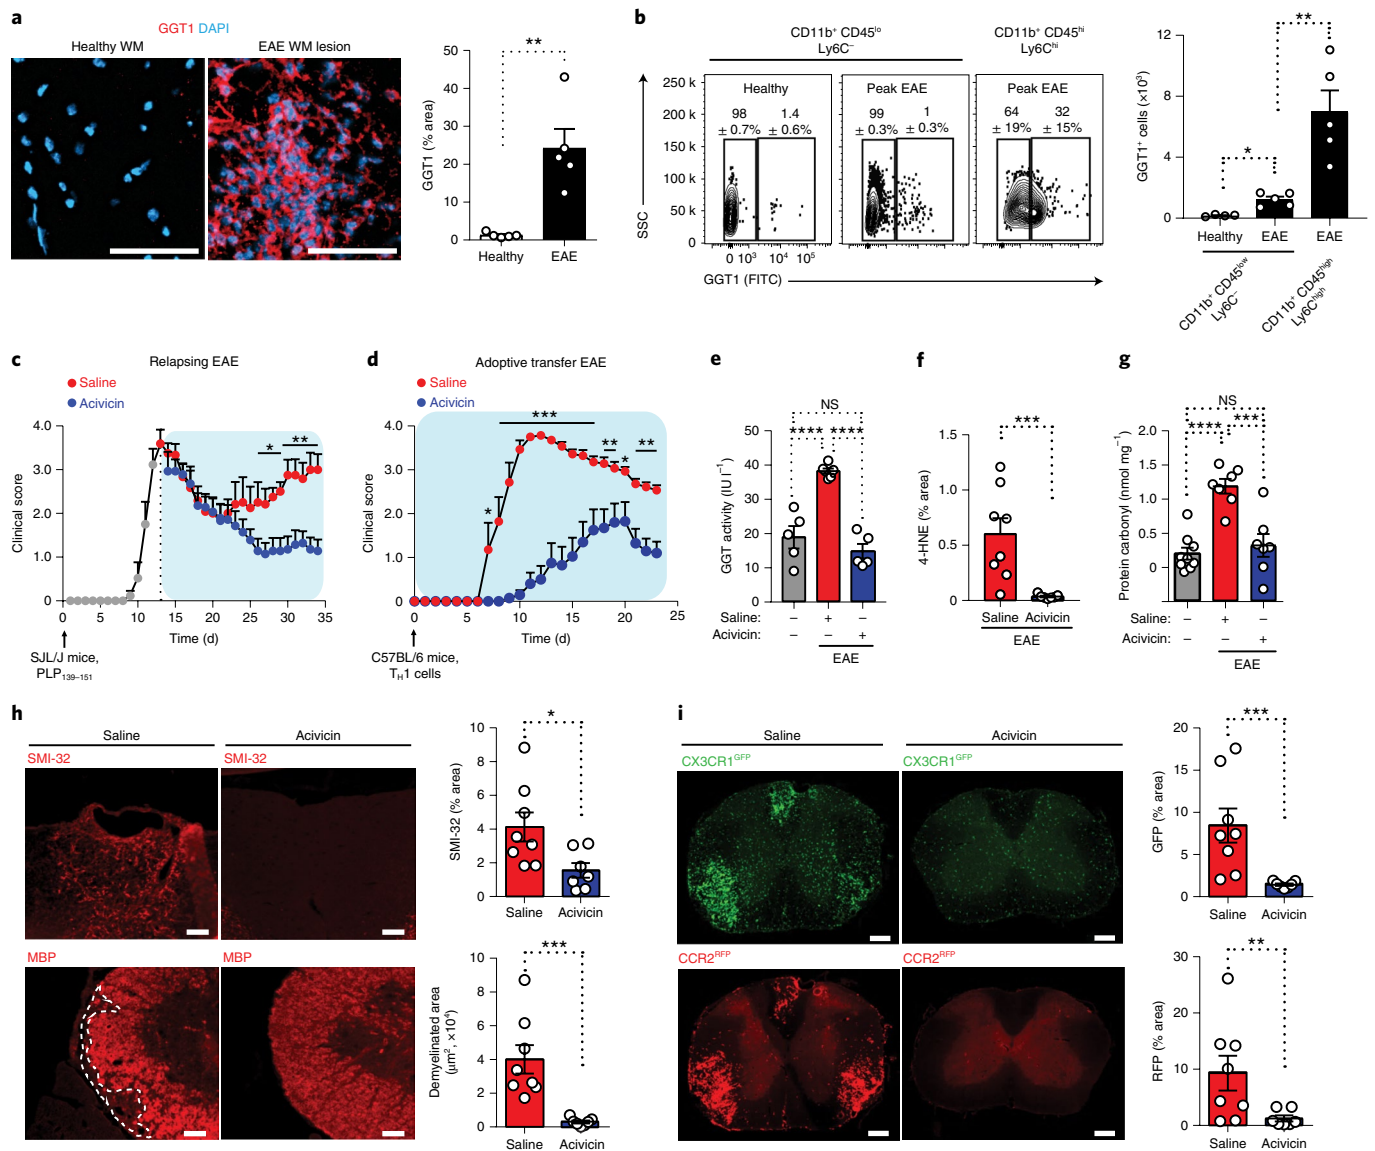 a
GGT1 DAPI
Healthy WM
EAE WM lesion
GGT1 (% area)
50
40
30
20
10
0
**
Healthy
EAE
b
CD11b⁺ CD45ˡᵒ
Ly6C⁻
CD11b⁺ CD45ʰⁱ
Ly6Cʰⁱ
Healthy
Peak EAE
Peak EAE
250 k
200 k
150 k
100 k
50 k
0
SSC
98
± 0.7%
1.4
± 0.6%
99
± 0.3%
1
± 0.3%
64
± 19%
32
± 15%
0 10³ 10⁴ 10⁵
GGT1 (FITC)
GGT1⁺ cells (×10³)
12
8
4
0
*
**
Healthy
EAE
EAE
CD11b⁺ CD45ˡᵒʷ
Ly6C⁻
CD11b⁺ CD45ʰⁱᵍʰ
Ly6Cʰⁱᵍʰ
c
Relapsing EAE
Saline
Acivicin
Clinical score
4.0
3.0
2.0
1.0
0
*
**
0 5 10 15 20 25 30 35
Time (d)
SJL/J mice,
PLP₁₃₉₋₁₅₁
d
Adoptive transfer EAE
Saline
Acivicin
Clinical score
4.0
3.0
2.0
1.0
0
*
***
**
*
**
0 5 10 15 20 25
Time (d)
C57BL/6 mice,
T_H1 cells
e
NS
**** ****
GGT activity (IU l⁻¹)
50
40
30
20
10
0
Saline: – + –
Acivicin: – – +
EAE
f
***
4-HNE (% area)
1.5
1.0
0.5
0
Saline Acivicin
EAE
g
NS
**** ***
Protein carbonyl (nmol mg⁻¹)
2.0
1.5
1.0
0.5
0
Saline: – + –
Acivicin: – – +
EAE
h
Saline
Acivicin
SMI-32
SMI-32
MBP
MBP
SMI-32 (% area)
10
8
6
4
2
0
*
Saline
Acivicin
Demyelinated area
(μm², ×10⁴)
10
8
6
4
2
0
***
Saline
Acivicin
i
Saline
Acivicin
CX3CR1ᴳᶠᴾ
CX3CR1ᴳᶠᴾ
CCR2ᴿᶠᴾ
CCR2ᴿᶠᴾ
GFP (% area)
20
15
10
5
0
***
Saline
Acivicin
RFP (% area)
30
20
10
0
**
Saline
Acivicin